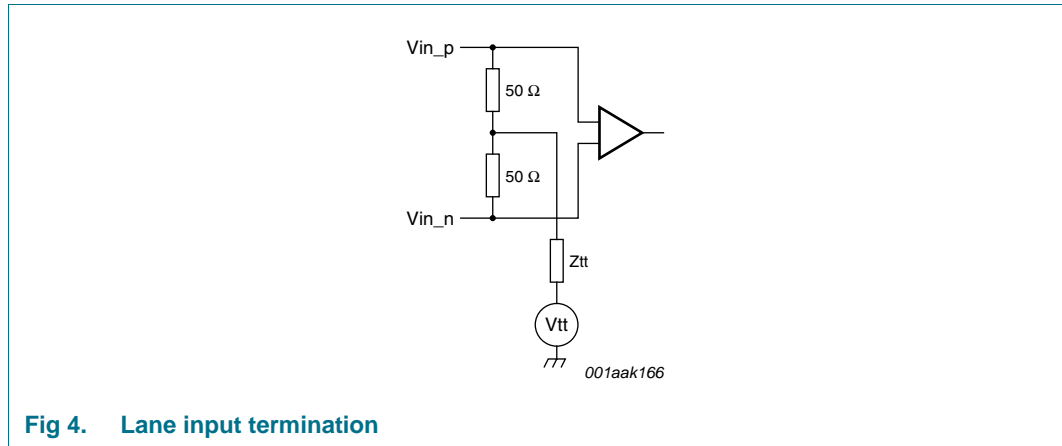 Vin_p
50 Ω
50 Ω
Vin_n
Ztt
Vtt
001aak166
Fig 4. Lane input termination